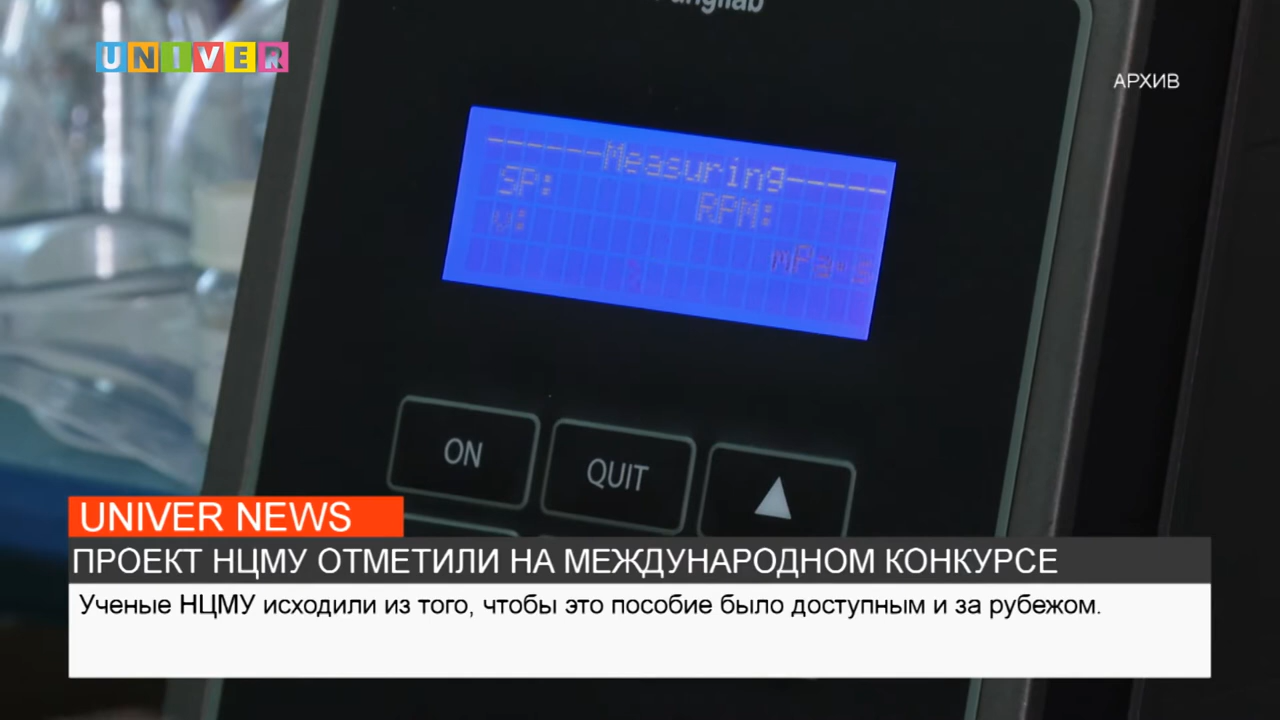 UNIVER
АРХИВ
------Measuring-----
SP:
RPM:
mPa·s
ON
QUIT
UNIVER NEWS
ПРОЕКТ НЦМУ ОТМЕТИЛИ НА МЕЖДУНАРОДНОМ КОНКУРСЕ
Ученые НЦМУ исходили из того, чтобы это пособие было доступным и за рубежом.